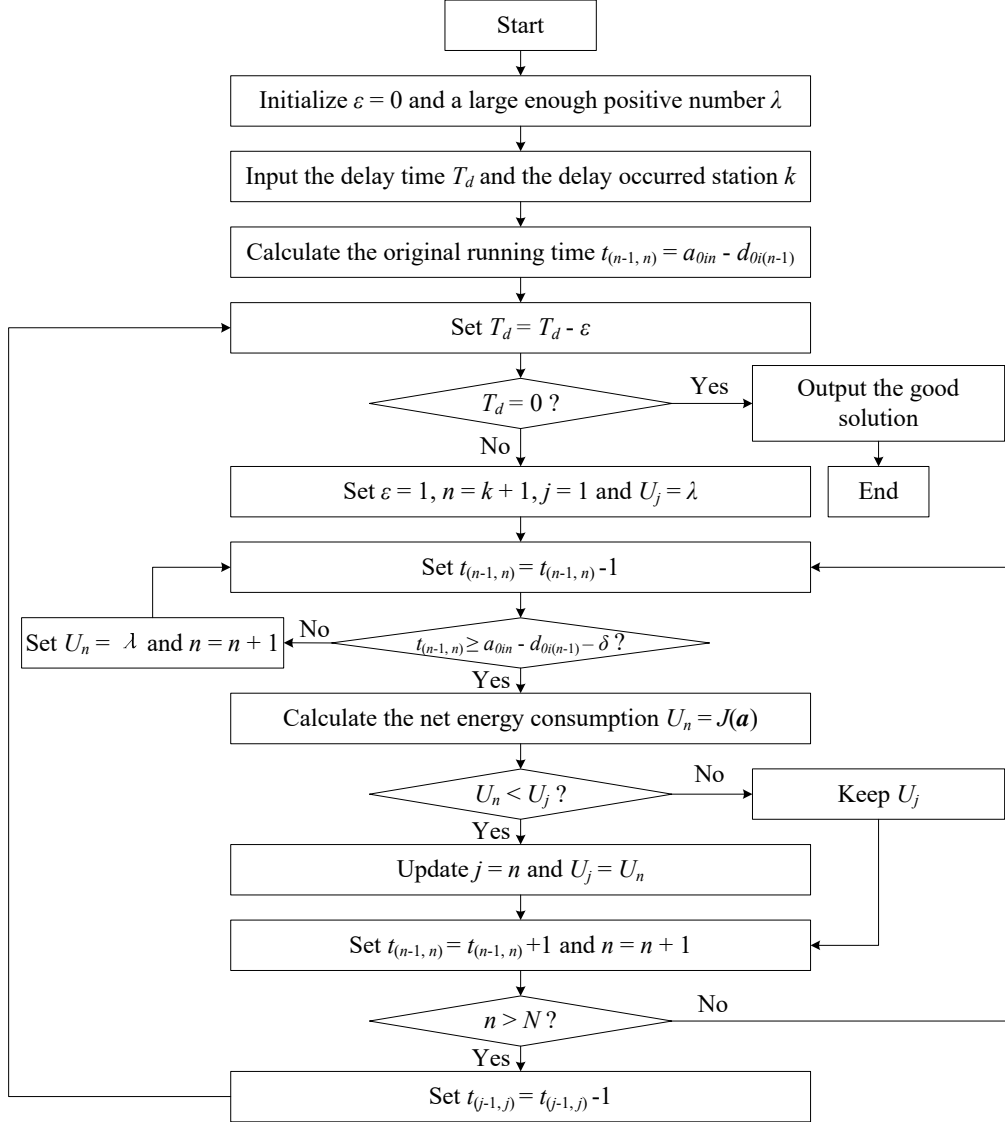 Start
Initialize ε = 0 and a large enough positive number λ
Input the delay time T_d and the delay occurred station k
Calculate the original running time t_(n-1, n) = a_0in - d_0i(n-1)
Set T_d = T_d - ε
T_d = 0 ?
Yes
Output the good
solution
No
Set ε = 1, n = k + 1, j = 1 and U_j = λ
End
Set t_(n-1, n) = t_(n-1, n) -1
Set U_n = λ and n = n + 1
No
t_(n-1, n) ≥ a_0in - d_0i(n-1) – δ ?
Yes
Calculate the net energy consumption U_n = J(a)
U_n < U_j ?
No
Keep U_j
Yes
Update j = n and U_j = U_n
Set t_(n-1, n) = t_(n-1, n) +1 and n = n + 1
n > N ?
No
Yes
Set t_(j-1, j) = t_(j-1, j) -1